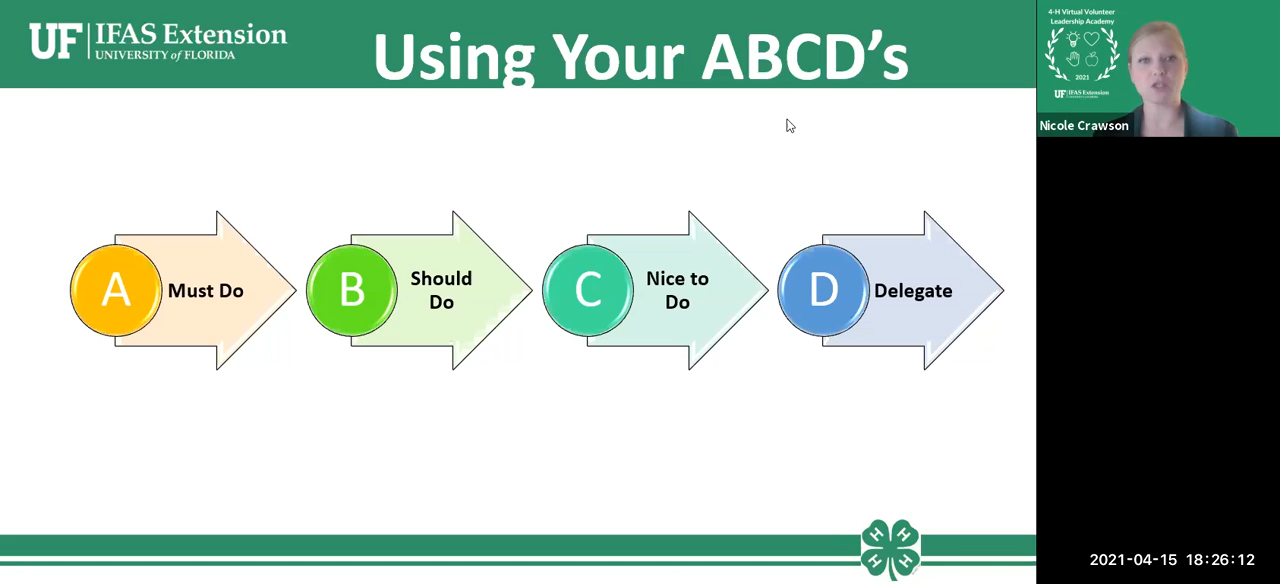 UF IFAS Extension
UNIVERSITY of FLORIDA
Using Your ABCD's
4-H Virtual Volunteer
Leadership Academy
2021
UF IFAS Extension
Nicole Crawson
A
Must Do
B
Should
Do
C
Nice to
Do
D
Delegate
H H
H H
2021-04-15 18:26:12